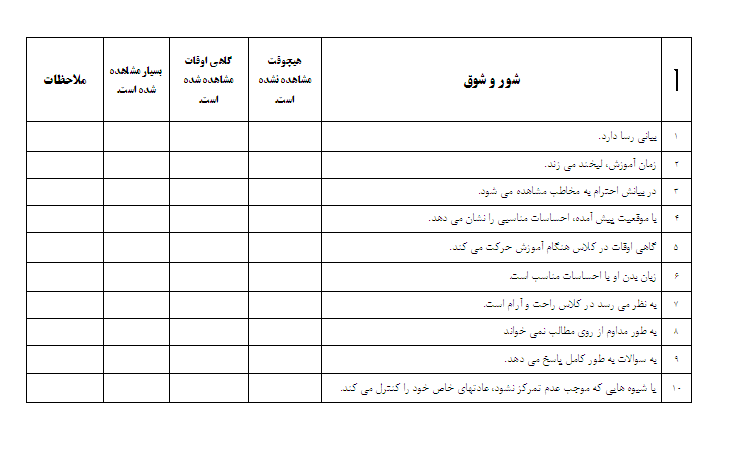 أ
شور و شوق
هیچوقت
مشاهده نشده
است.
گاهی اوقات
مشاهده شده
است.
بسیار مشاهده
شده است.
ملاحظات
۱ بیانی رسا دارد.
۲ زمان آموزش، لبخند می زند.
۳ در بیانش احترام به مخاطب مشاهده می شود.
۴ با موقعیت پیش آمده، احساسات مناسبی را نشان می دهد.
۵ گاهی اوقات در کلاس هنگام آموزش حرکت می کند.
۶ زبان بدن او با احساسات مناسب است.
۷ به نظر می رسد در کلاس راحت و آرام است.
۸ به طور مداوم از روی مطالب نمی خواند
۹ به سوالات به طور کامل پاسخ می دهد.
۱۰ با شیوه هایی که موجب عدم تمرکز نشود، عادتهای خاص خود را کنترل می کند.